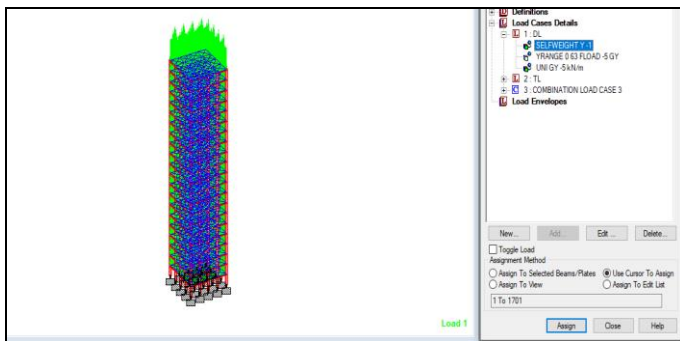 Definitions
Load Cases Details
1 : DL
SELFWEIGHT Y -1
YRANGE 0 63 FLOAD -5 GY
UNI GY -5 kN/m
2 : TL
3 : COMBINATION LOAD CASE 3
Load Envelopes
New... Add... Edit ... Delete...
Toggle Load
Assignment Method
Assign To Selected Beams/Plates Use Cursor To Assign
Assign To View Assign To Edit List
1 To 1701
Load 1
Assign Close Help